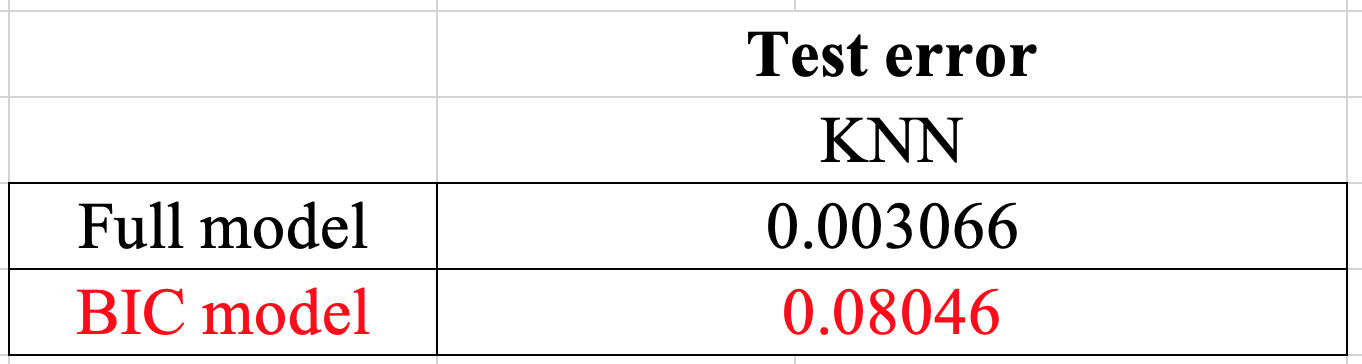 Test error
KNN
Full model 0.003066
BIC model 0.08046